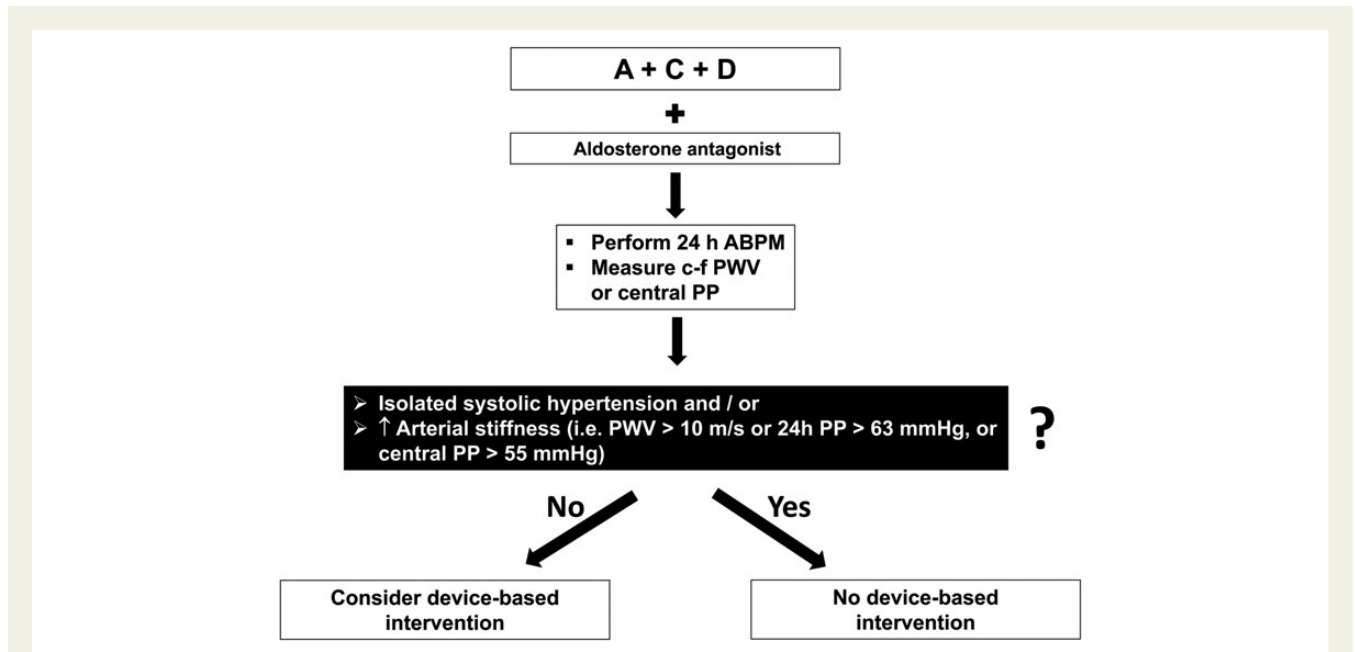 A + C + D
+
Aldosterone antagonist
▪ Perform 24 h ABPM
▪ Measure c-f PWV
or central PP
➢ Isolated systolic hypertension and / or
➢ ↑ Arterial stiffness (i.e. PWV > 10 m/s or 24h PP > 63 mmHg, or
central PP > 55 mmHg)
?
No
Yes
Consider device-based
intervention
No device-based
intervention